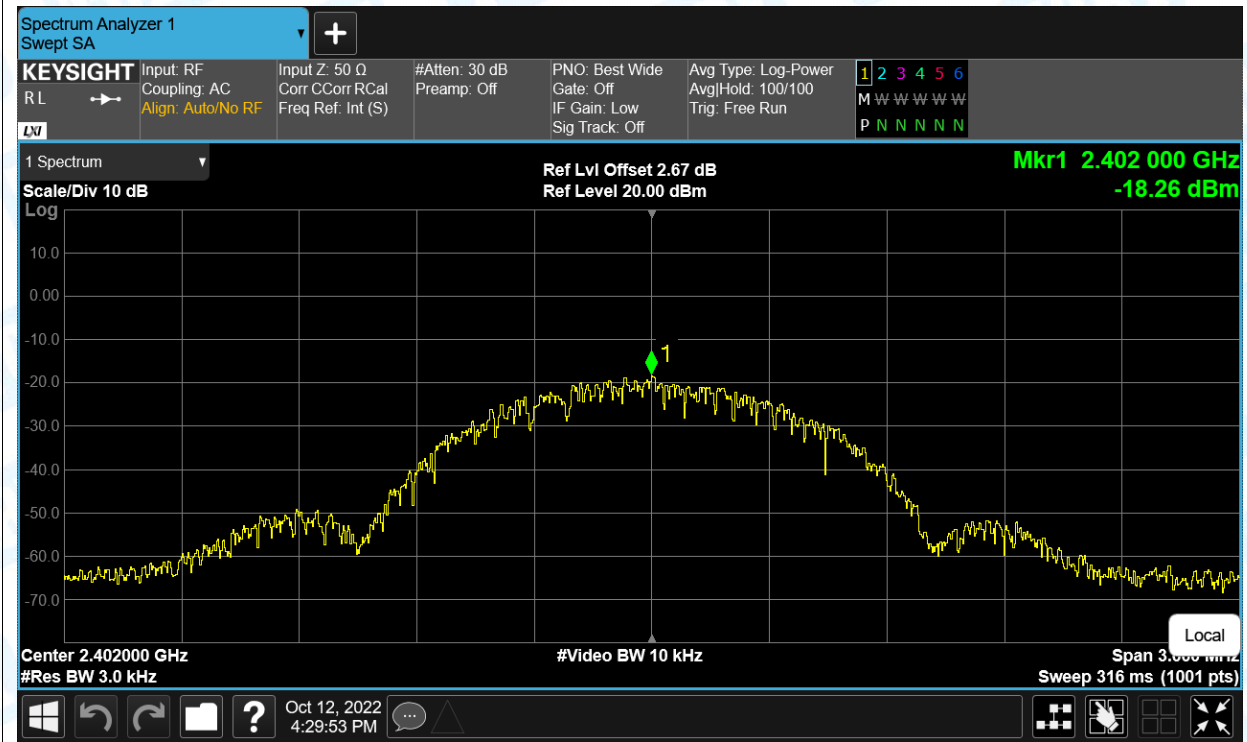 Spectrum Analyzer 1
Swept SA
KEYSIGHT
R L
LXI
Input: RF
Coupling: AC
Align: Auto/No RF
Input Z: 50 Ω
Corr CCorr RCal
Freq Ref: Int (S)
#Atten: 30 dB
Preamp: Off
PNO: Best Wide
Gate: Off
IF Gain: Low
Sig Track: Off
Avg Type: Log-Power
Avg|Hold: 100/100
Trig: Free Run
1 2 3 4 5 6
M W W W W W
P N N N N N
1 Spectrum
Scale/Div 10 dB
Log
Ref Lvl Offset 2.67 dB
Ref Level 20.00 dBm
Mkr1 2.402 000 GHz
-18.26 dBm
10.0
0.00
-10.0
1
-20.0
-30.0
-40.0
-50.0
-60.0
-70.0
Local
Center 2.402000 GHz
#Video BW 10 kHz
Span
#Res BW 3.0 kHz
Sweep 316 ms (1001 pts)
?
Oct 12, 2022
4:29:53 PM